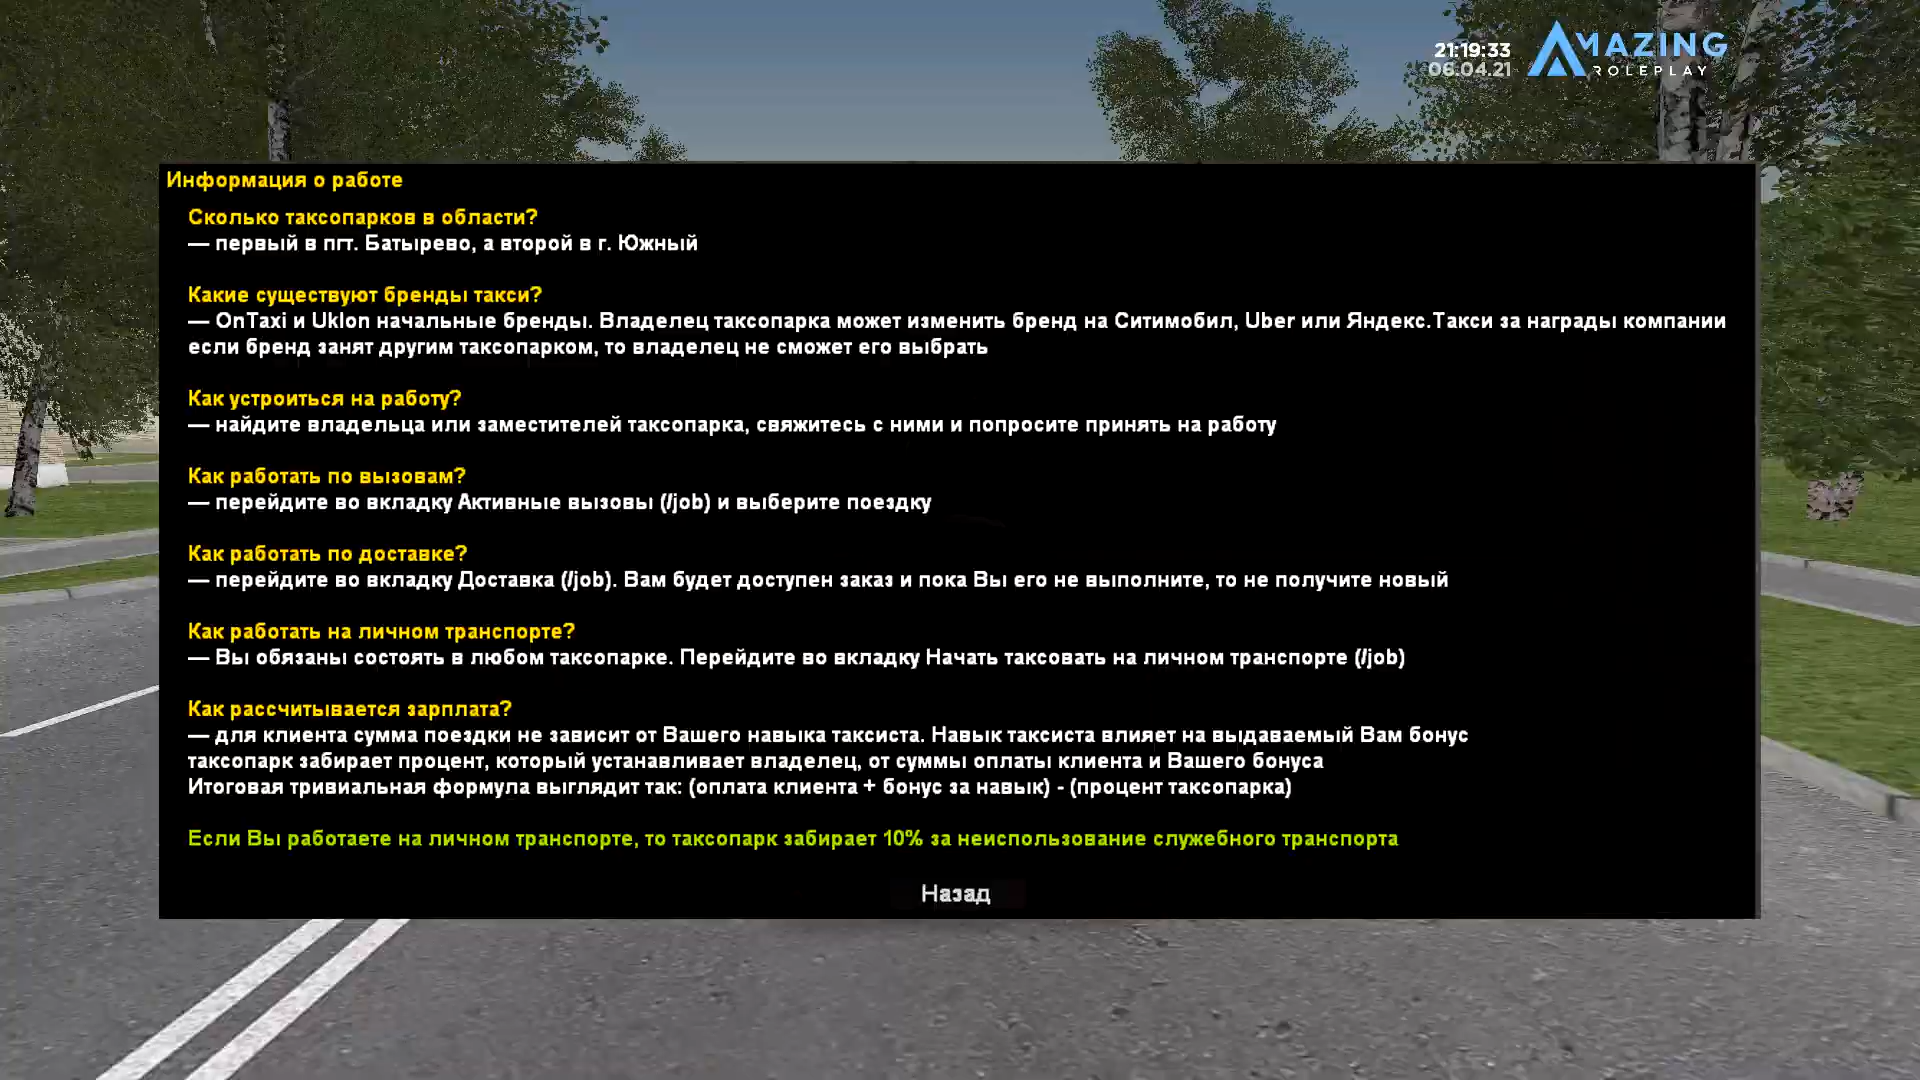 21:19:33
06.04.21
AMAZING
ROLEPLAY
Информация о работе
Сколько таксопарков в области?
— первый в пгт. Батырево, а второй в г. Южный
Какие существуют бренды такси?
— OnTaxi и Uklon начальные бренды. Владелец таксопарка может изменить бренд на Ситимобил, Uber или Яндекс.Такси за награды компании
если бренд занят другим таксопарком, то владелец не сможет его выбрать
Как устроиться на работу?
— найдите владельца или заместителей таксопарка, свяжитесь с ними и попросите принять на работу
Как работать по вызовам?
— перейдите во вкладку Активные вызовы (/job) и выберите поездку
Как работать по доставке?
— перейдите во вкладку Доставка (/job). Вам будет доступен заказ и пока Вы его не выполните, то не получите новый
Как работать на личном транспорте?
— Вы обязаны состоять в любом таксопарке. Перейдите во вкладку Начать таксовать на личном транспорте (/job)
Как рассчитывается зарплата?
— для клиента сумма поездки не зависит от Вашего навыка таксиста. Навык таксиста влияет на выдаваемый Вам бонус
таксопарк забирает процент, который устанавливает владелец, от суммы оплаты клиента и Вашего бонуса
Итоговая тривиальная формула выглядит так: (оплата клиента + бонус за навык) - (процент таксопарка)
Если Вы работаете на личном транспорте, то таксопарк забирает 10% за неиспользование служебного транспорта
Назад